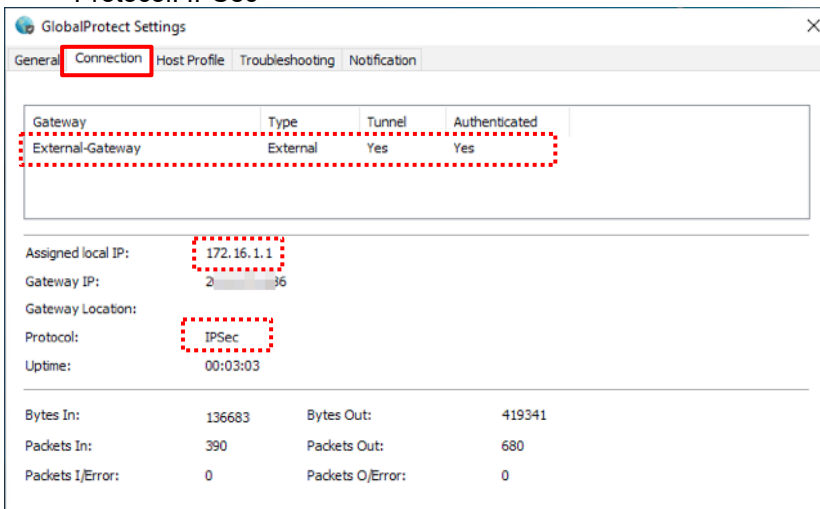 Protocol: IPSec
GlobalProtect Settings
General Connection Host Profile Troubleshooting Notification
Gateway Type Tunnel Authenticated
External-Gateway External Yes Yes
Assigned local IP: 172.16.1.1
Gateway IP:
Gateway Location:
Protocol: IPSec
Uptime: 00:03:03
Bytes In: 136683 Bytes Out: 419341
Packets In: 390 Packets Out: 680
Packets I/Error: 0 Packets O/Error: 0